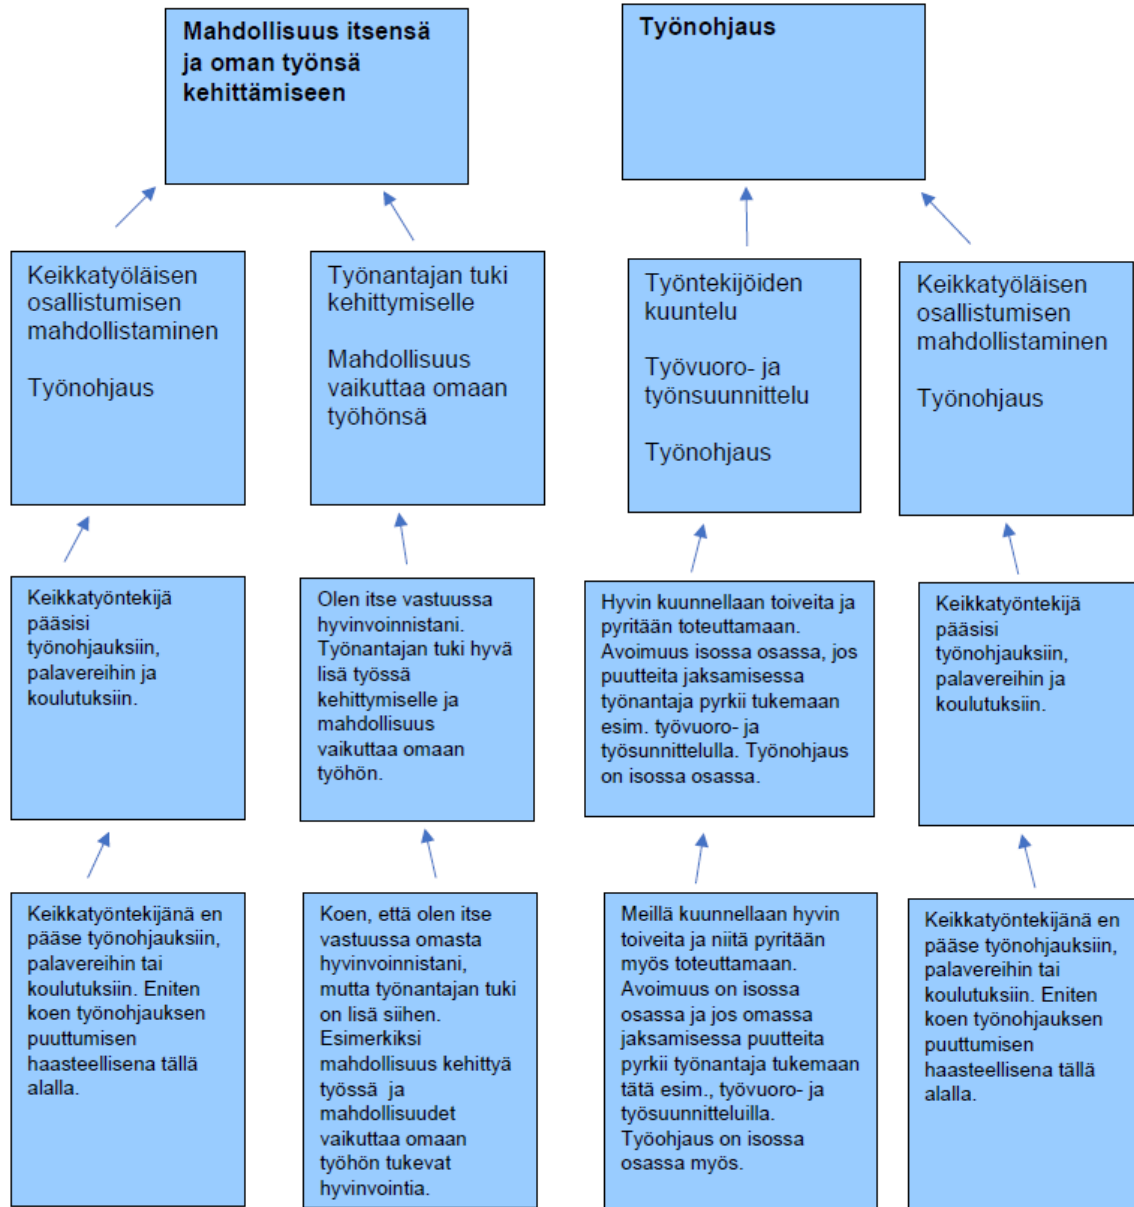 Mahdollisuus itsensä
ja oman työnsä
kehittämiseen
Työnohjaus
Keikkatyöläisen
osallistumisen
mahdollistaminen
Työnohjaus
Työnantajan tuki
kehittymiselle
Mahdollisuus
vaikuttaa omaan
työhönsä
Työntekijöiden
kuuntelu
Työvuoro- ja
työnsuunnittelu
Työnohjaus
Keikkatyöläisen
osallistumisen
mahdollistaminen
Työnohjaus
Keikkatyöntekijä
pääsisi
työnohjauksiin,
palavereihin ja
koulutuksiin.
Olen itse vastuussa
hyvinvoinnistani.
Työnantajan tuki hyvä
lisä työssä
kehittymiselle ja
mahdollisuus
vaikuttaa omaan
työhön.
Hyvin kuunnellaan toiveita ja
pyritään toteuttamaan.
Avoimuus isossa osassa, jos
puutteita jaksamisessa
työnantaja pyrkii tukemaan
esim. työvuoro- ja
työsunnittelulla. Työnohjaus
on isossa osassa.
Keikkatyöntekijä
pääsisi
työnohjauksiin,
palavereihin ja
koulutuksiin.
Keikkatyöntekijänä en
pääse työnohjauksiin,
palavereihin tai
koulutuksiin. Eniten
koen työnohjauksen
puuttumisen
haasteellisena tällä
alalla.
Koen, että olen itse
vastuussa omasta
hyvinvoinnistani,
mutta työnantajan tuki
on lisä siihen.
Esimerkiksi
mahdollisuus kehittyä
työssä ja
mahdollisuudet
vaikuttaa omaan
työhön tukevat
hyvinvointia.
Meillä kuunnellaan hyvin
toiveita ja niitä pyritään
myös toteuttamaan.
Avoimuus on isossa
osassa ja jos omassa
jaksamisessa puutteita
pyrkii työnantaja tukemaan
tätä esim., työvuoro- ja
työsuunnitteluilla.
Työohjaus on isossa
osassa myös.
Keikkatyöntekijänä en
pääse työnohjauksiin,
palavereihin tai
koulutuksiin. Eniten
koen työnohjauksen
puuttumisen
haasteellisena tällä
alalla.